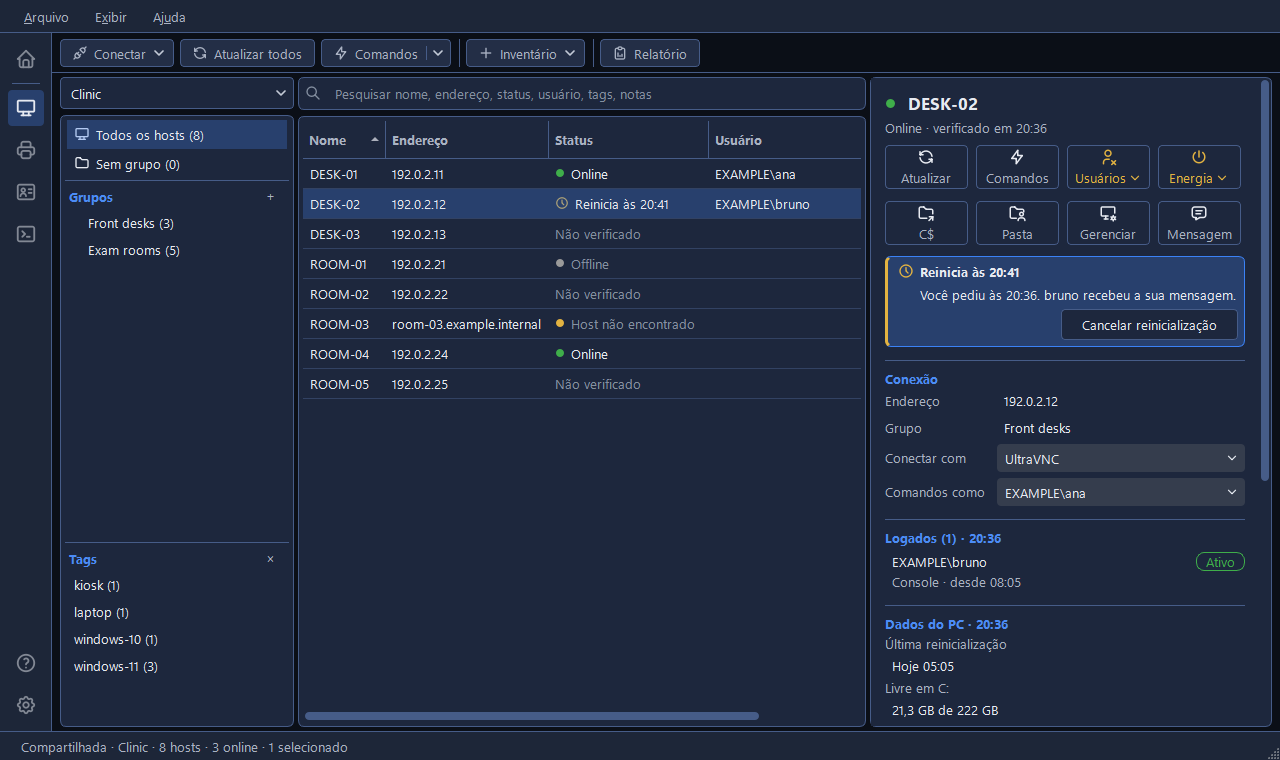 Arquivo Exibir Ajuda
Conectar Atualizar todos Comandos Inventário Relatório
Clinic
Todos os hosts (8)
Sem grupo (0)
Grupos +
Front desks (3)
Exam rooms (5)
Tags ×
kiosk (1)
laptop (1)
windows-10 (1)
windows-11 (3)
Pesquisar nome, endereço, status, usuário, tags, notas
Nome Endereço Status Usuário
DESK-01 192.0.2.11 Online EXAMPLE\ana
DESK-02 192.0.2.12 Reinicia às 20:41 EXAMPLE\bruno
DESK-03 192.0.2.13 Não verificado
ROOM-01 192.0.2.21 Offline
ROOM-02 192.0.2.22 Não verificado
ROOM-03 room-03.example.internal Host não encontrado
ROOM-04 192.0.2.24 Online
ROOM-05 192.0.2.25 Não verificado
DESK-02
Online · verificado em 20:36
Atualizar Comandos Usuários Energia
C$ Pasta Gerenciar Mensagem
Reinicia às 20:41
Você pediu às 20:36. bruno recebeu a sua mensagem.
Cancelar reinicialização
Conexão
Endereço 192.0.2.12
Grupo Front desks
Conectar com UltraVNC
Comandos como EXAMPLE\ana
Logados (1) · 20:36
EXAMPLE\bruno Ativo
Console · desde 08:05
Dados do PC · 20:36
Última reinicialização
Hoje 05:05
Livre em C:
21,3 GB de 222 GB
Compartilhada · Clinic · 8 hosts · 3 online · 1 selecionado